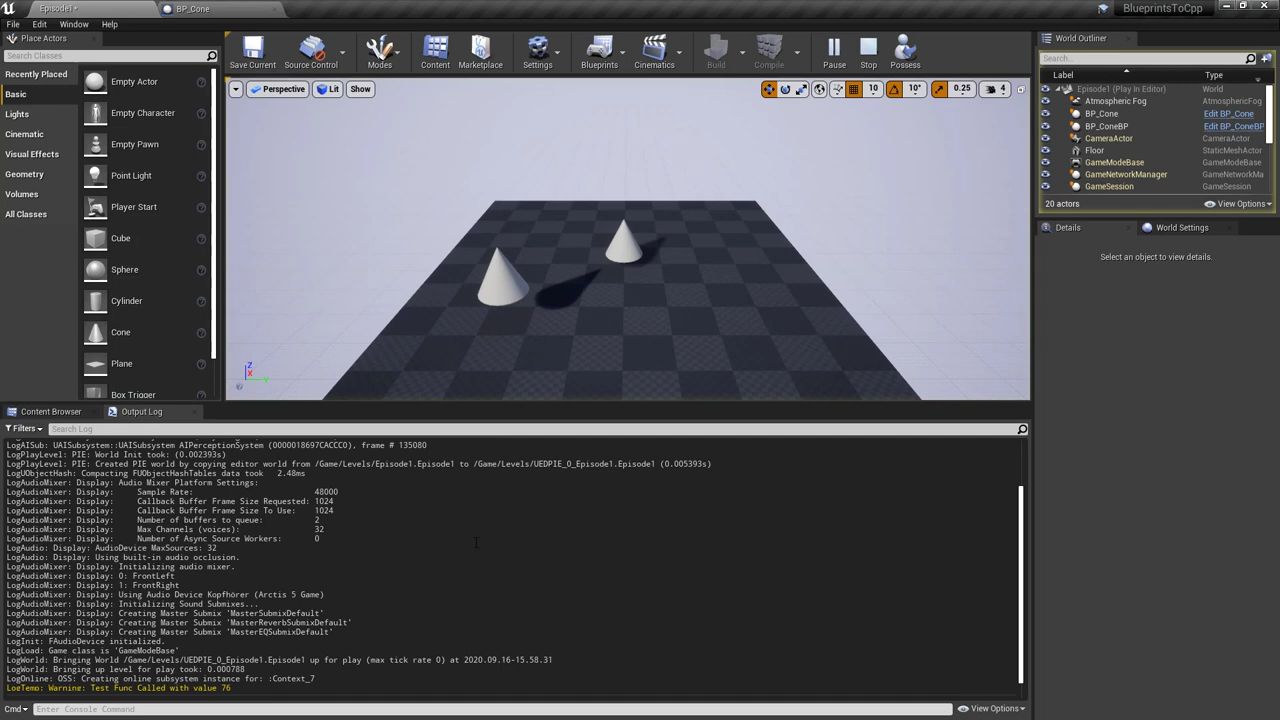 Episode1*
BP_Cone
BlueprintsToCpp
File Edit Window Help
Place Actors
Search Classes
Recently Placed
Basic
Lights
Cinematic
Visual Effects
Geometry
Volumes
All Classes
Empty Actor
Empty Character
Empty Pawn
Point Light
Player Start
Cube
Sphere
Cylinder
Cone
Plane
Box Trigger
Save Current
Source Control
Modes
Content
Marketplace
Settings
Blueprints
Cinematics
Build
Compile
Pause
Stop
Possess
Perspective
Lit
Show
10
10°
0.25
4
Z
X
Y
World Outliner
Search...
Label Type
Episode1 (Play In Editor) World
Atmospheric Fog AtmosphericFog
BP_Cone Edit BP_Cone
BP_ConeBP Edit BP_ConeBP
CameraActor CameraActor
Floor StaticMeshActor
GameModeBase GameModeBase
GameNetworkManager GameNetworkMa
GameSession GameSession
20 actors
View Options
Details
World Settings
Select an object to view details.
Content Browser
Output Log
Filters
Search Log
LogAISub: UAISubsystem::UAISubsystem AIPerceptionSystem (0000018697CACCC0), frame # 135080
LogPlayLevel: PIE: World Init took: (0.002393s)
LogPlayLevel: PIE: Created PIE world by copying editor world from /Game/Levels/Episode1.Episode1 to /Game/Levels/UEDPIE_0_Episode1.Episode1 (0.005393s)
LogUObjectHash: Compacting FUObjectHashTables data took   2.48ms
LogAudioMixer: Display: Audio Mixer Platform Settings:
LogAudioMixer: Display: Sample Rate: 48000
LogAudioMixer: Display: Callback Buffer Frame Size Requested: 1024
LogAudioMixer: Display: Callback Buffer Frame Size To Use: 1024
LogAudioMixer: Display: Number of buffers to queue: 2
LogAudioMixer: Display: Max Channels (voices): 32
LogAudioMixer: Display: Number of Async Source Workers: 0
LogAudio: Display: AudioDevice MaxSources: 32
LogAudio: Display: Using built-in audio occlusion.
LogAudioMixer: Display: Initializing audio mixer.
LogAudioMixer: Display: 0: FrontLeft
LogAudioMixer: Display: 1: FrontRight
LogAudioMixer: Display: Using Audio Device Kopfhörer (Arctis 5 Game)
LogAudioMixer: Display: Initializing Sound Submixes...
LogAudioMixer: Display: Creating Master Submix 'MasterSubmixDefault'
LogAudioMixer: Display: Creating Master Submix 'MasterReverbSubmixDefault'
LogAudioMixer: Display: Creating Master Submix 'MasterEQSubmixDefault'
LogInit: FAudioDevice initialized.
LogLoad: Game class is 'GameModeBase'
LogWorld: Bringing World /Game/Levels/UEDPIE_0_Episode1.Episode1 up for play (max tick rate 0) at 2020.09.16-15.58.31
LogWorld: Bringing up level for play took: 0.000788
LogOnline: OSS: Creating online subsystem instance for: :Context_7
LogTemp: Warning: Test Func Called with value 76
Cmd
Enter Console Command
View Options